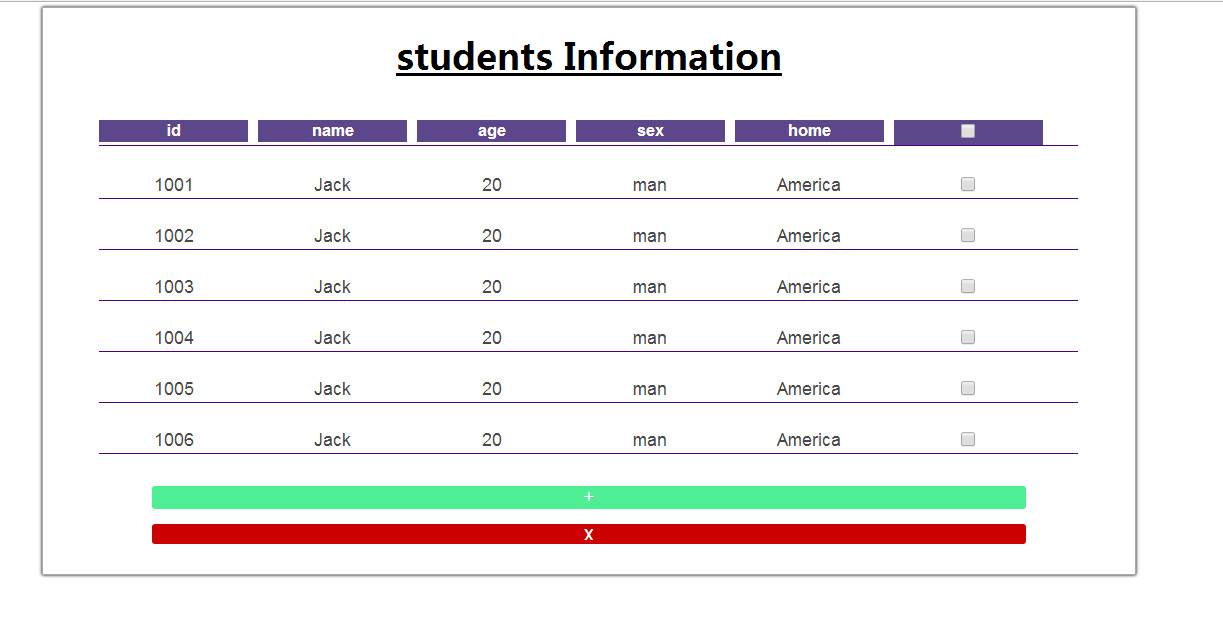 students Information
id name age sex home
1001 Jack 20 man America
1002 Jack 20 man America
1003 Jack 20 man America
1004 Jack 20 man America
1005 Jack 20 man America
1006 Jack 20 man America
+
X